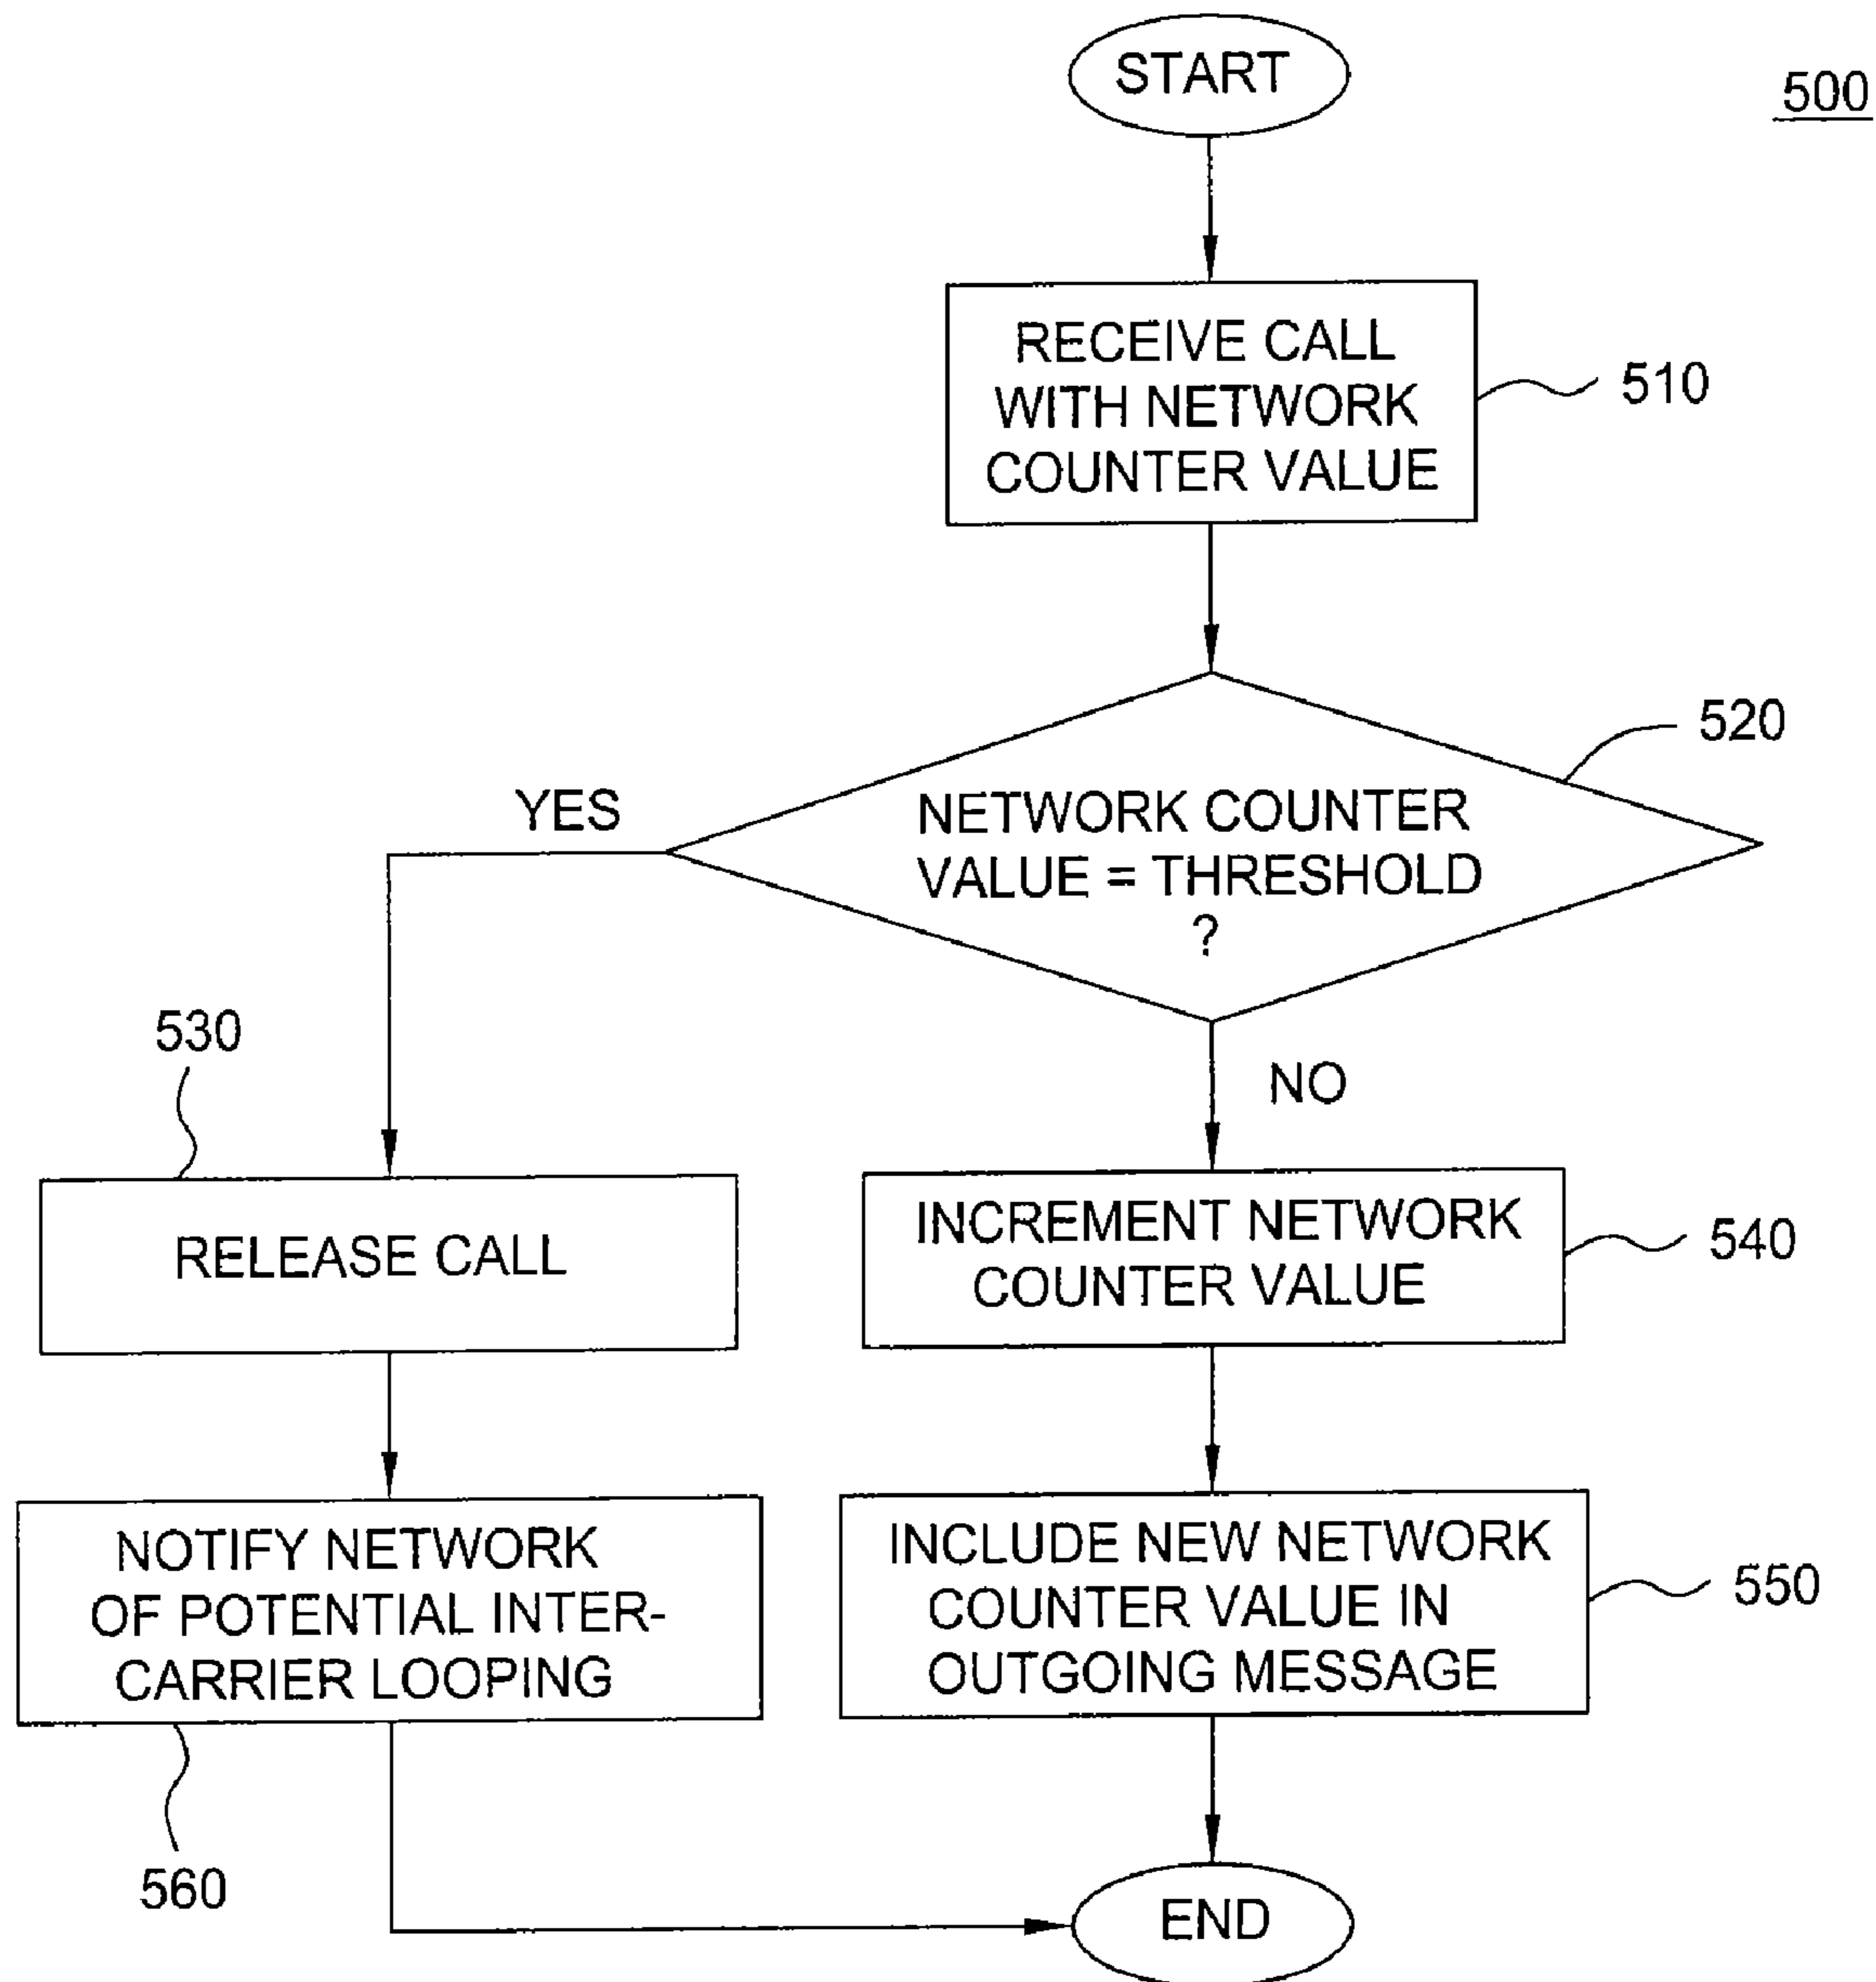 START
500
RECEIVE CALL
WITH NETWORK
COUNTER VALUE
510
520
NETWORK COUNTER
VALUE = THRESHOLD
?
YES
NO
530
RELEASE CALL
INCREMENT NETWORK
COUNTER VALUE
540
NOTIFY NETWORK
OF POTENTIAL INTER-
CARRIER LOOPING
560
INCLUDE NEW NETWORK
COUNTER VALUE IN
OUTGOING MESSAGE
550
END